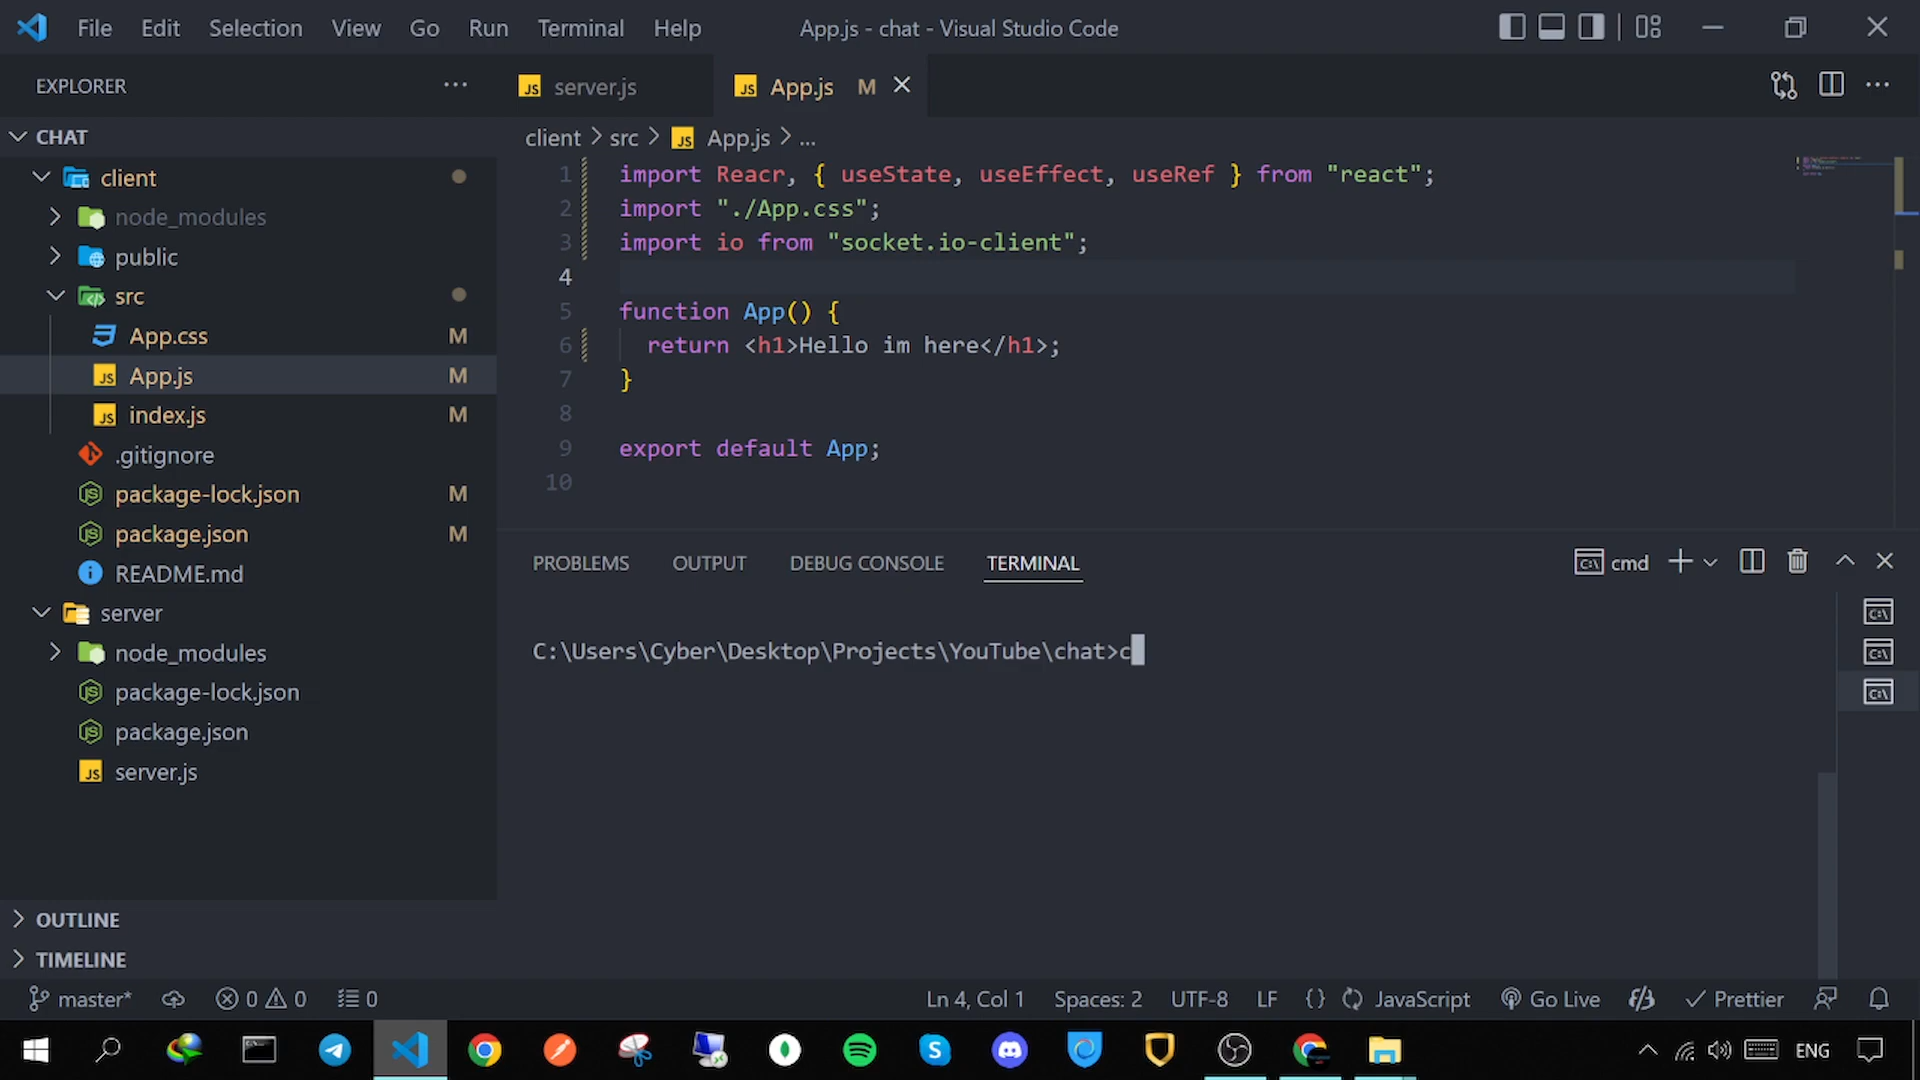 File Edit Selection View Go Run Terminal Help App.js - chat - Visual Studio Code
EXPLORER
CHAT
client
node_modules
public
src
App.css M
App.js M
index.js M
.gitignore
package-lock.json M
package.json M
README.md
server
node_modules
package-lock.json
package.json
JS server.js
OUTLINE
TIMELINE
JS server.js
JS App.js M
client > src > JS App.js > ...
1 import Reacr, { useState, useEffect, useRef } from "react";
2 import "./App.css";
3 import io from "socket.io-client";
4
5 function App() {
6 return <h1>Hello im here</h1>;
7 }
8
9 export default App;
10
PROBLEMS OUTPUT DEBUG CONSOLE TERMINAL
cmd
C:\Users\Cyber\Desktop\Projects\YouTube\chat>c
master* 0 0 0 Ln 4, Col 1 Spaces: 2 UTF-8 LF {} JavaScript Go Live Prettier
ENG